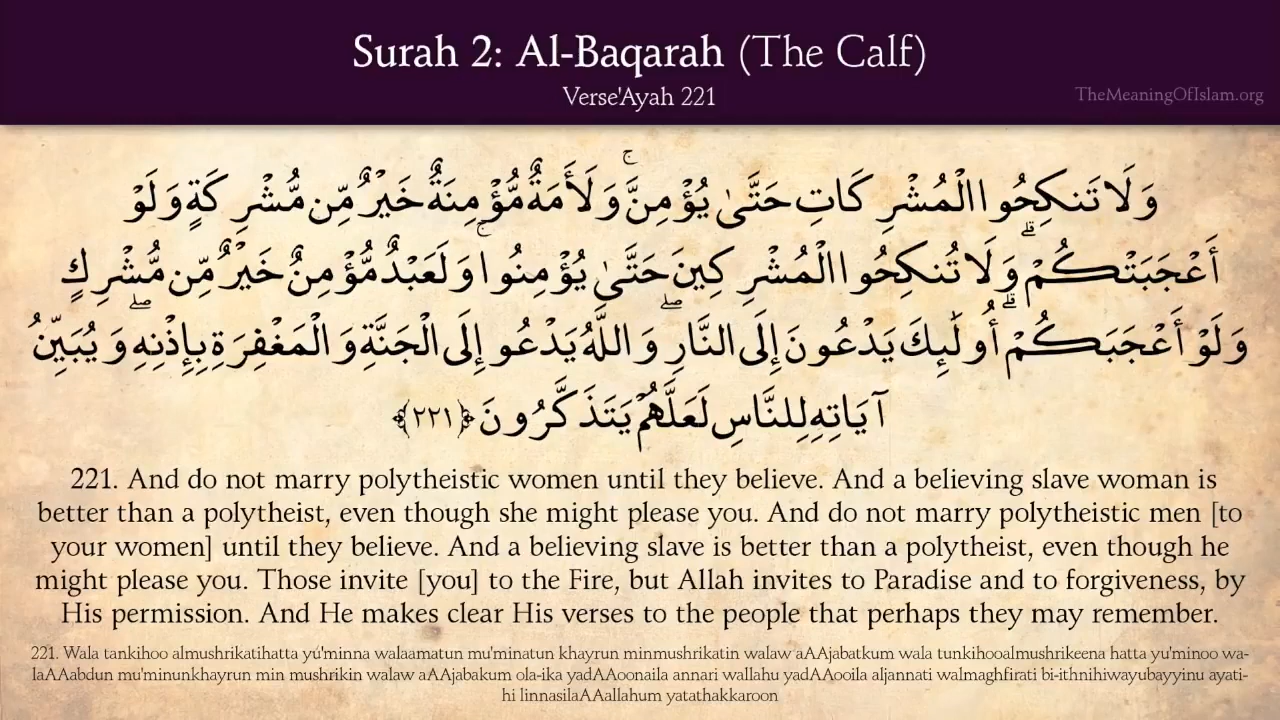 Surah 2: Al-Baqarah (The Calf)
Verse'Ayah 221
TheMeaningOfIslam.org
وَلَا تَنكِحُوا الْمُشْرِكَاتِ حَتَّىٰ يُؤْمِنَّ ۚ وَلَأَمَةٌ مُّؤْمِنَةٌ خَيْرٌ مِّن مُّشْرِكَةٍ وَلَوْ
أَعْجَبَتْكُمْ ۗ وَلَا تُنكِحُوا الْمُشْرِكِينَ حَتَّىٰ يُؤْمِنُوا ۚ وَلَعَبْدٌ مُّؤْمِنٌ خَيْرٌ مِّن مُّشْرِكٍ
وَلَوْ أَعْجَبَكُمْ ۗ أُولَٰئِكَ يَدْعُونَ إِلَى النَّارِ ۖ وَاللَّهُ يَدْعُو إِلَى الْجَنَّةِ وَالْمَغْفِرَةِ بِإِذْنِهِ ۖ وَيُبَيِّنُ
آيَاتِهِ لِلنَّاسِ لَعَلَّهُمْ يَتَذَكَّرُونَ ﴿٢٢١﴾
221. And do not marry polytheistic women until they believe. And a believing slave woman is
better than a polytheist, even though she might please you. And do not marry polytheistic men [to
your women] until they believe. And a believing slave is better than a polytheist, even though he
might please you. Those invite [you] to the Fire, but Allah invites to Paradise and to forgiveness, by
His permission. And He makes clear His verses to the people that perhaps they may remember.
221. Wala tankihoo almushrikatihatta yu'minna walaamatun mu'minatun khayrun minmushrikatin walaw aAAjabatkum wala tunkihooalmushrikeena hatta yu'minoo wa-
laAAabdun mu'minunkhayrun min mushrikin walaw aAAjabakum ola-ika yadAAoonaila annari wallahu yadAAooila aljannati walmaghfirati bi-ithnihiwayubayyinu ayati-
hi linnasilaAAallahum yatathakkaroon